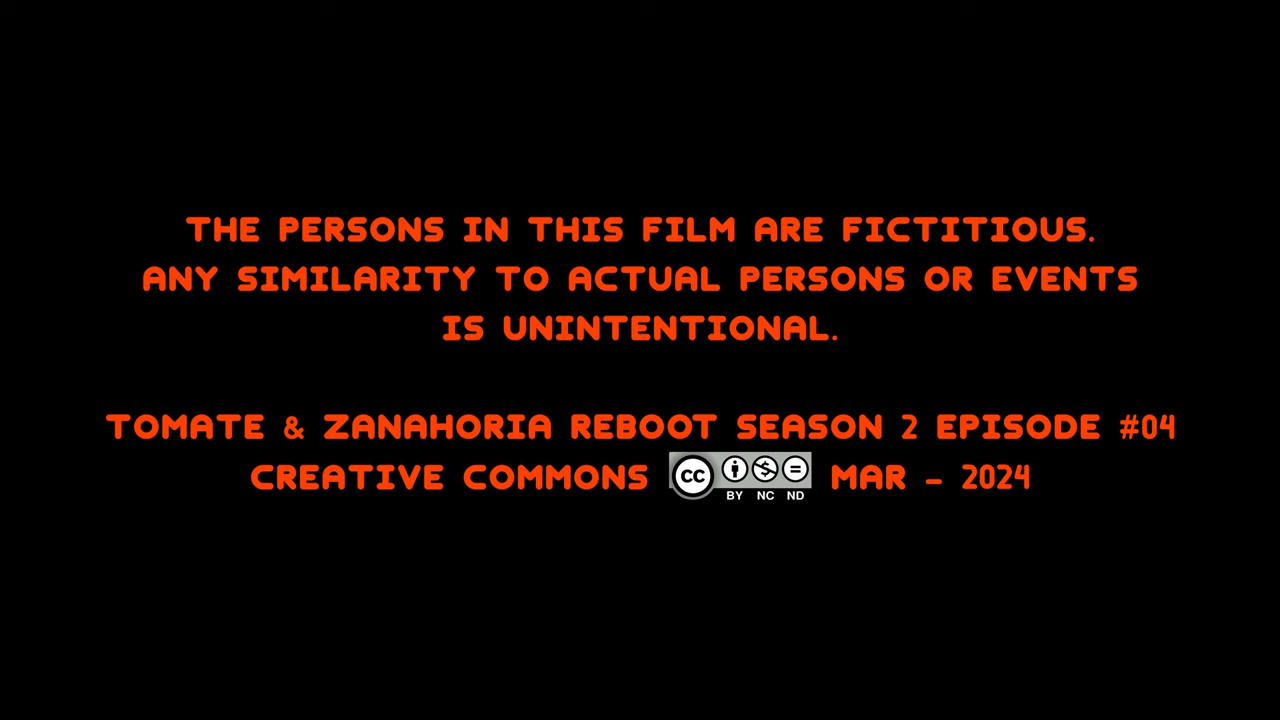 THE PERSONS IN THIS FILM ARE FICTITIOUS.
ANY SIMILARITY TO ACTUAL PERSONS OR EVENTS
IS UNINTENTIONAL.
TOMATE & ZANAHORIA REBOOT SEASON 2 EPISODE #04
CREATIVE COMMONS CC BY NC ND MAR - 2024